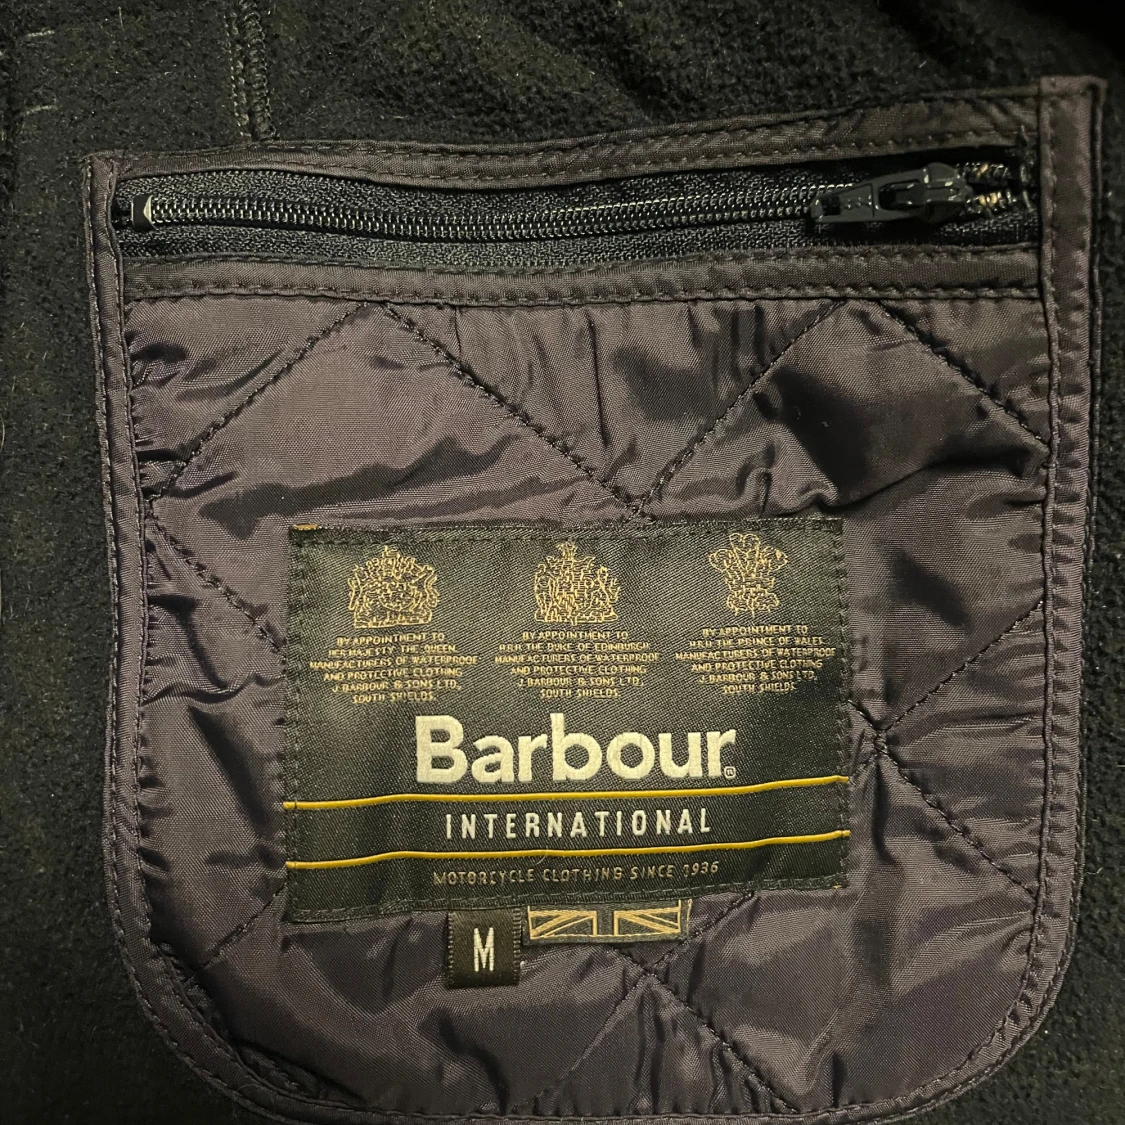 BY APPOINTMENT TO
HER MAJESTY THE QUEEN
MANUFACTURERS OF WATERPROOF
AND PROTECTIVE CLOTHING
J. BARBOUR & SONS LTD,
SOUTH SHIELDS.
BY APPOINTMENT TO
H.R.H THE DUKE OF EDINBURGH
MANUFACTURERS OF WATERPROOF
AND PROTECTIVE CLOTHING
J. BARBOUR & SONS LTD,
SOUTH SHIELDS.
BY APPOINTMENT TO
H.R.H THE PRINCE OF WALES
MANUFACTURERS OF WATERPROOF
AND PROTECTIVE CLOTHING
J. BARBOUR & SONS LTD,
SOUTH SHIELDS.
Barbour®
INTERNATIONAL
MOTORCYCLE CLOTHING SINCE 1936
M